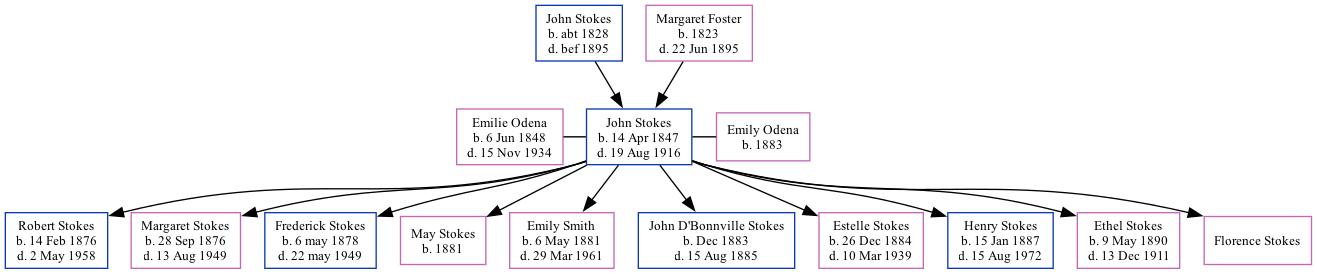 John Stokes
b. abt 1828
d. bef 1895
Margaret Foster
b. 1823
d. 22 Jun 1895
Emilie Odena
b. 6 Jun 1848
d. 15 Nov 1934
John Stokes
b. 14 Apr 1847
d. 19 Aug 1916
Emily Odena
b. 1883
Robert Stokes
b. 14 Feb 1876
d. 2 May 1958
Margaret Stokes
b. 28 Sep 1876
d. 13 Aug 1949
Frederick Stokes
b. 6 may 1878
d. 22 may 1949
May Stokes
b. 1881
Emily Smith
b. 6 May 1881
d. 29 Mar 1961
John D'Bonnville Stokes
b. Dec 1883
d. 15 Aug 1885
Estelle Stokes
b. 26 Dec 1884
d. 10 Mar 1939
Henry Stokes
b. 15 Jan 1887
d. 15 Aug 1972
Ethel Stokes
b. 9 May 1890
d. 13 Dec 1911
Florence Stokes